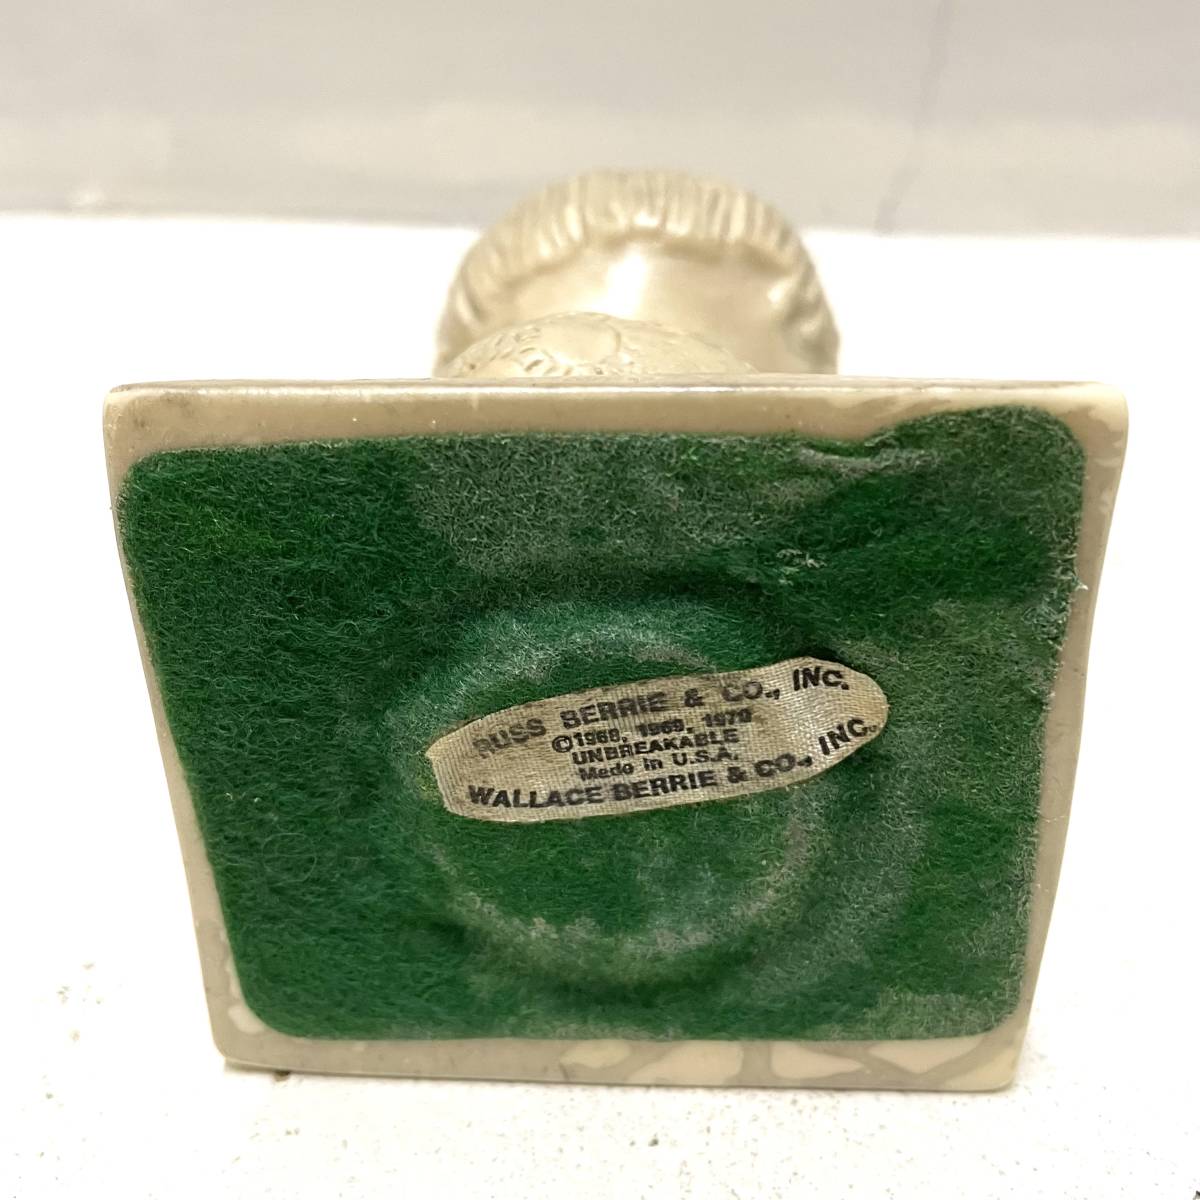 RUSS BERRIE & CO., INC.
©1968, 1969, 1970
UNBREAKABLE
Made in U.S.A.
WALLACE BERRIE & CO., INC.